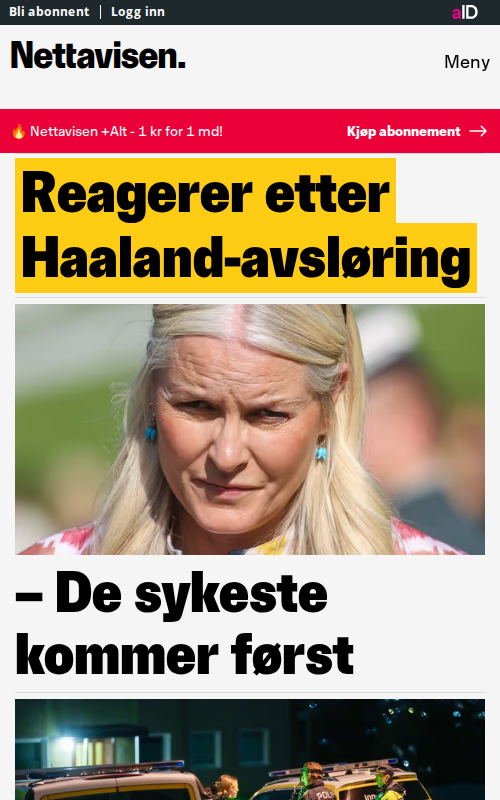 Bli abonnent
Logg inn
aID
Nettavisen.
Meny
🔥 Nettavisen +Alt - 1 kr for 1 md!
Kjøp abonnement →
Reagerer etter
Haaland-avsløring
– De sykeste
kommer først